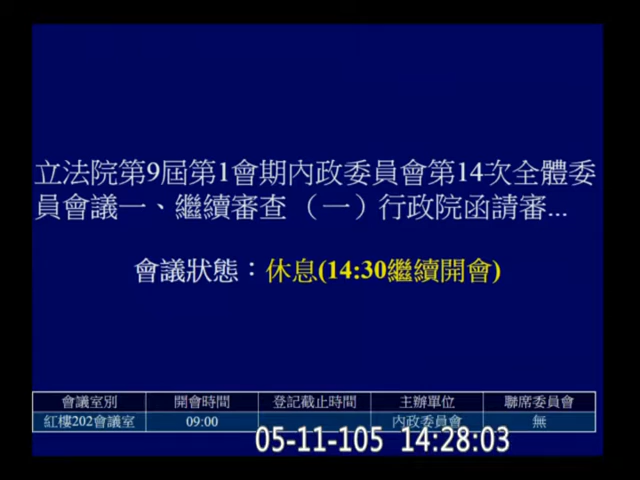 立法院第9屆第1會期內政委員會第14次全體委
員會議一、繼續審查 （一）行政院函請審...
會議狀態：休息(14:30繼續開會)
會議室別 開會時間 登記截止時間 主辦單位 聯席委員會
紅樓202會議室 09:00 內政委員會 無
05-11-105 14:28:03